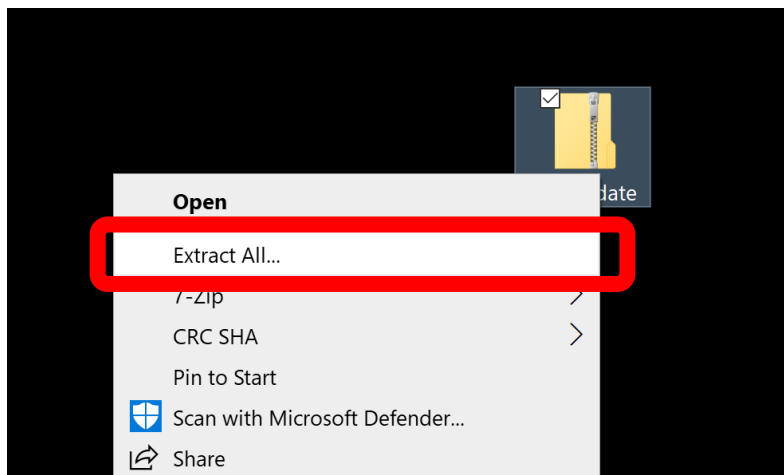 date
Open
Extract All...
7-Zip
CRC SHA
Pin to Start
Scan with Microsoft Defender...
Share